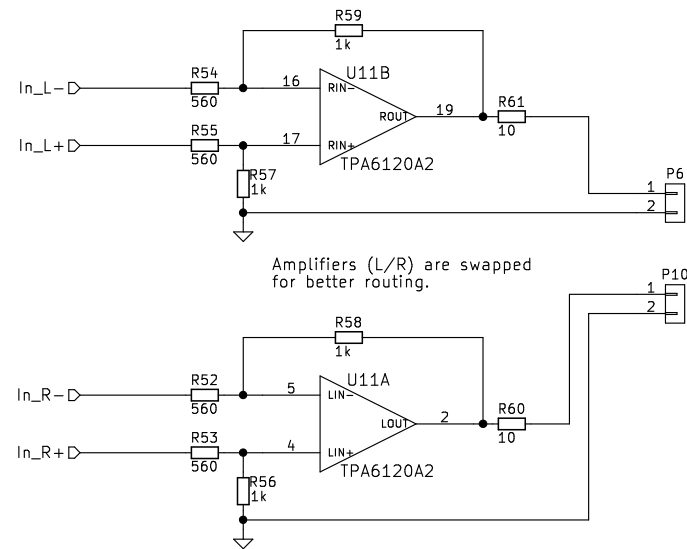 R59
1k
In_L-
R54
560
16
RIN-
U11B
ROUT
19
R61
10
In_L+
R55
560
17
RIN+
TPA6120A2
R57
1k
P6
1
2
Amplifiers (L/R) are swapped
for better routing.
P10
1
2
R58
1k
In_R-
R52
560
5
LIN-
U11A
LOUT
2
R60
10
In_R+
R53
560
4
LIN+
TPA6120A2
R56
1k